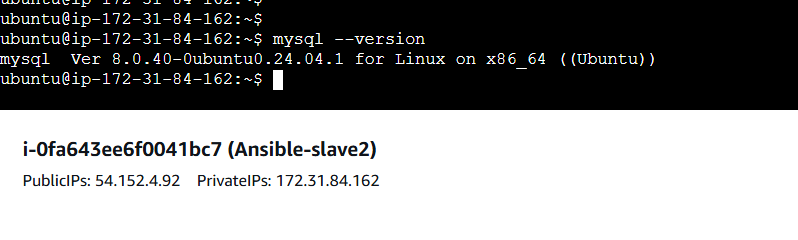 ubuntu@ip-172-31-84-162:~$
ubuntu@ip-172-31-84-162:~$
ubuntu@ip-172-31-84-162:~$ mysql --version
mysql  Ver 8.0.40-0ubuntu0.24.04.1 for Linux on x86_64 ((Ubuntu))
ubuntu@ip-172-31-84-162:~$
i-0fa643ee6f0041bc7 (Ansible-slave2)
PublicIPs: 54.152.4.92    PrivateIPs: 172.31.84.162